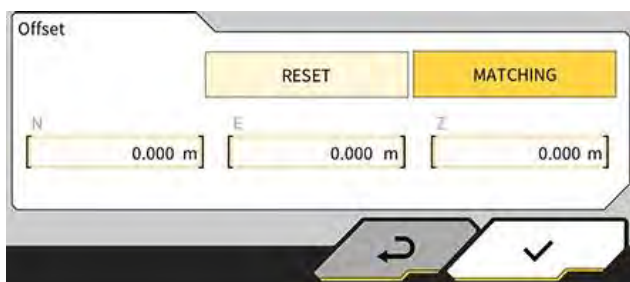 Offset
RESET MATCHING
N E Z
0.000 m 0.000 m 0.000 m